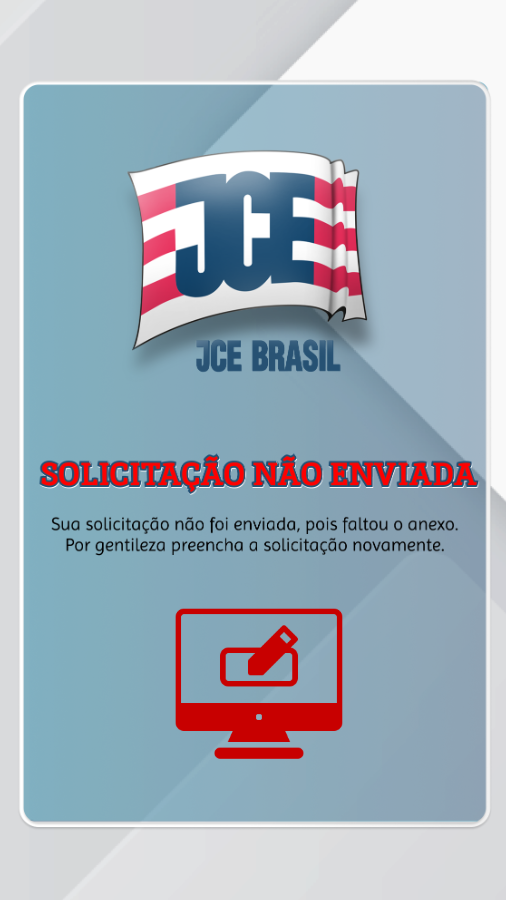 JCE
JCE BRASIL
SOLICITAÇÃO NÃO ENVIADA
Sua solicitação não foi enviada, pois faltou o anexo.
Por gentileza preencha a solicitação novamente.